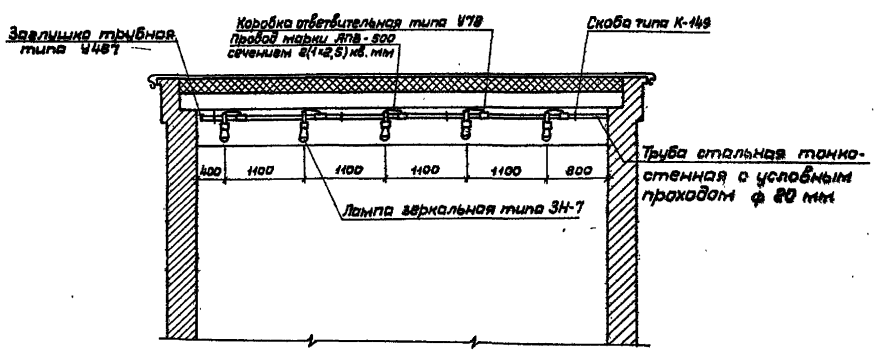 Заглушка трубная
типа У467
Коробка ответвительная типа У78
Провод марки АПВ-500
сечением 2(1×2,5) кв. мм
Скоба типа К-149
400 1100 1100 1100 1100 800
Труба стальная тонко-
стенная с условным
проходом ф 20 мм
Лампа зеркальная типа ЗН-7